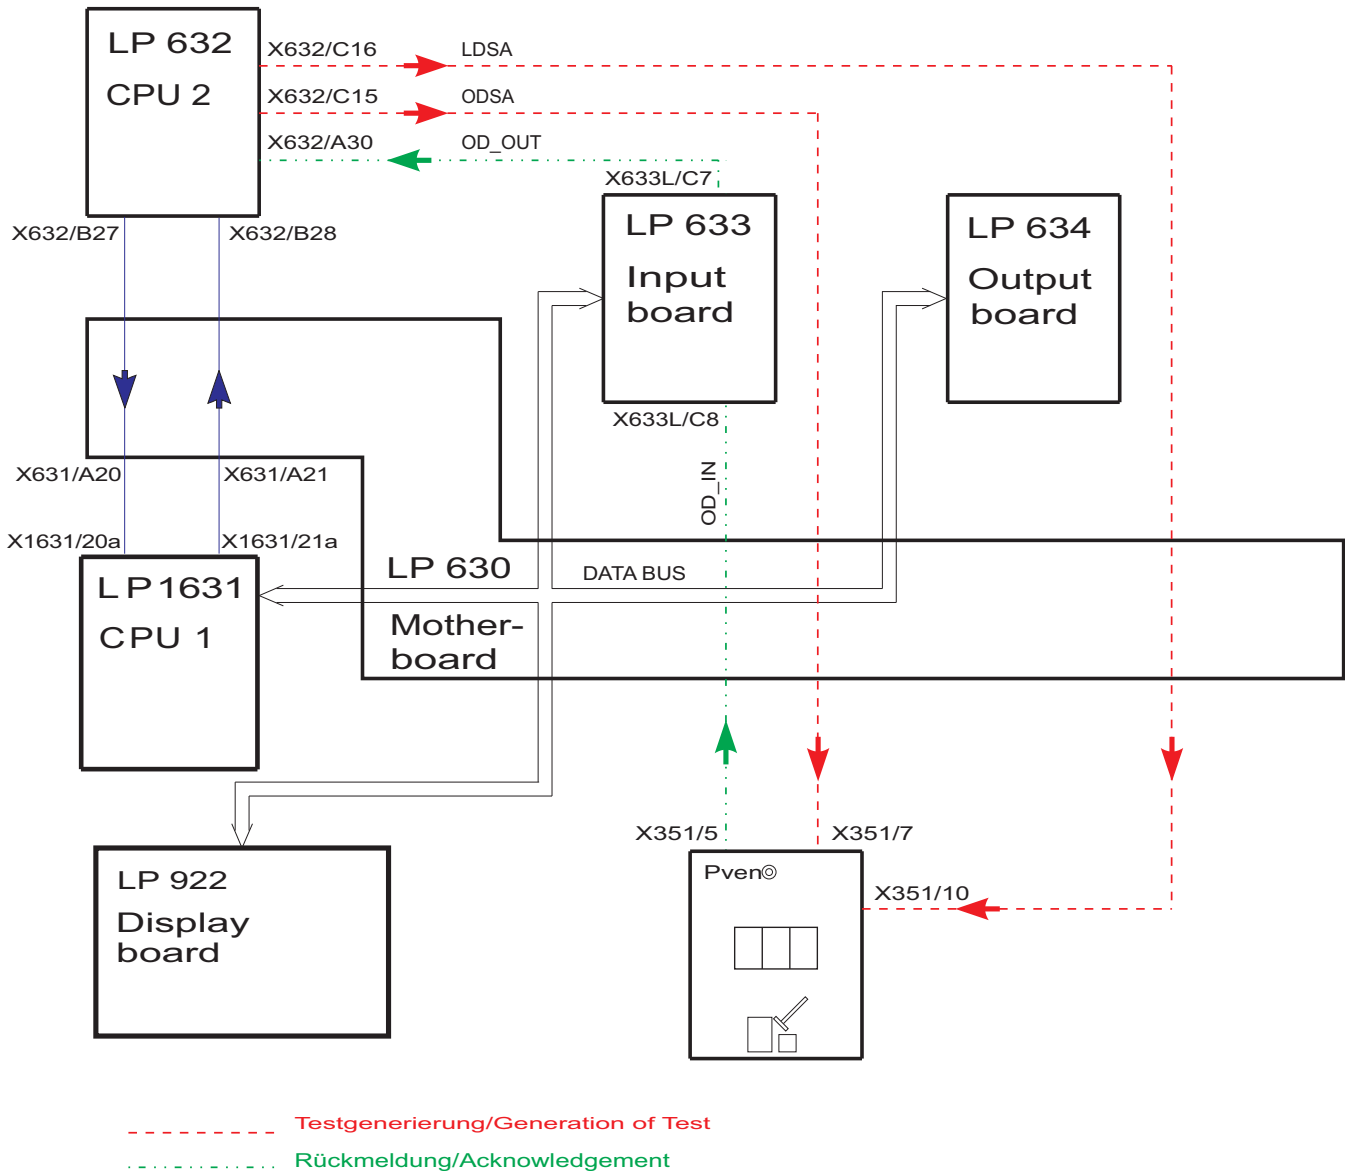 LP 632
CPU 2
X632/C16
LDSA
X632/C15
ODSA
X632/A30
OD_OUT
X633L/C7
X632/B27
X632/B28
LP 633
Input
board
LP 634
Output
board
X633L/C8
X631/A20
X631/A21
OD_IN
X1631/20a
X1631/21a
LP1631
CPU 1
LP 630
DATA BUS
Mother-
board
X351/5
X351/7
LP 922
Display
board
Pven
X351/10
Testgenerierung/Generation of Test
Rückmeldung/Acknowledgement